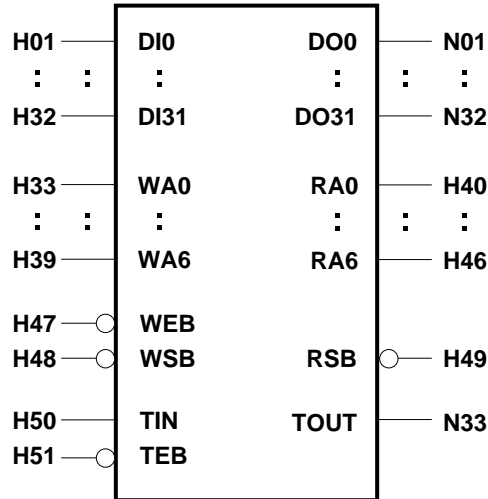 H01 DI0 DO0 N01
: : : : : :
H32 DI31 DO31 N32
H33 WA0 RA0 H40
: : : : : :
H39 WA6 RA6 H46
H47 WEB
H48 WSB RSB H49
H50 TIN TOUT N33
H51 TEB